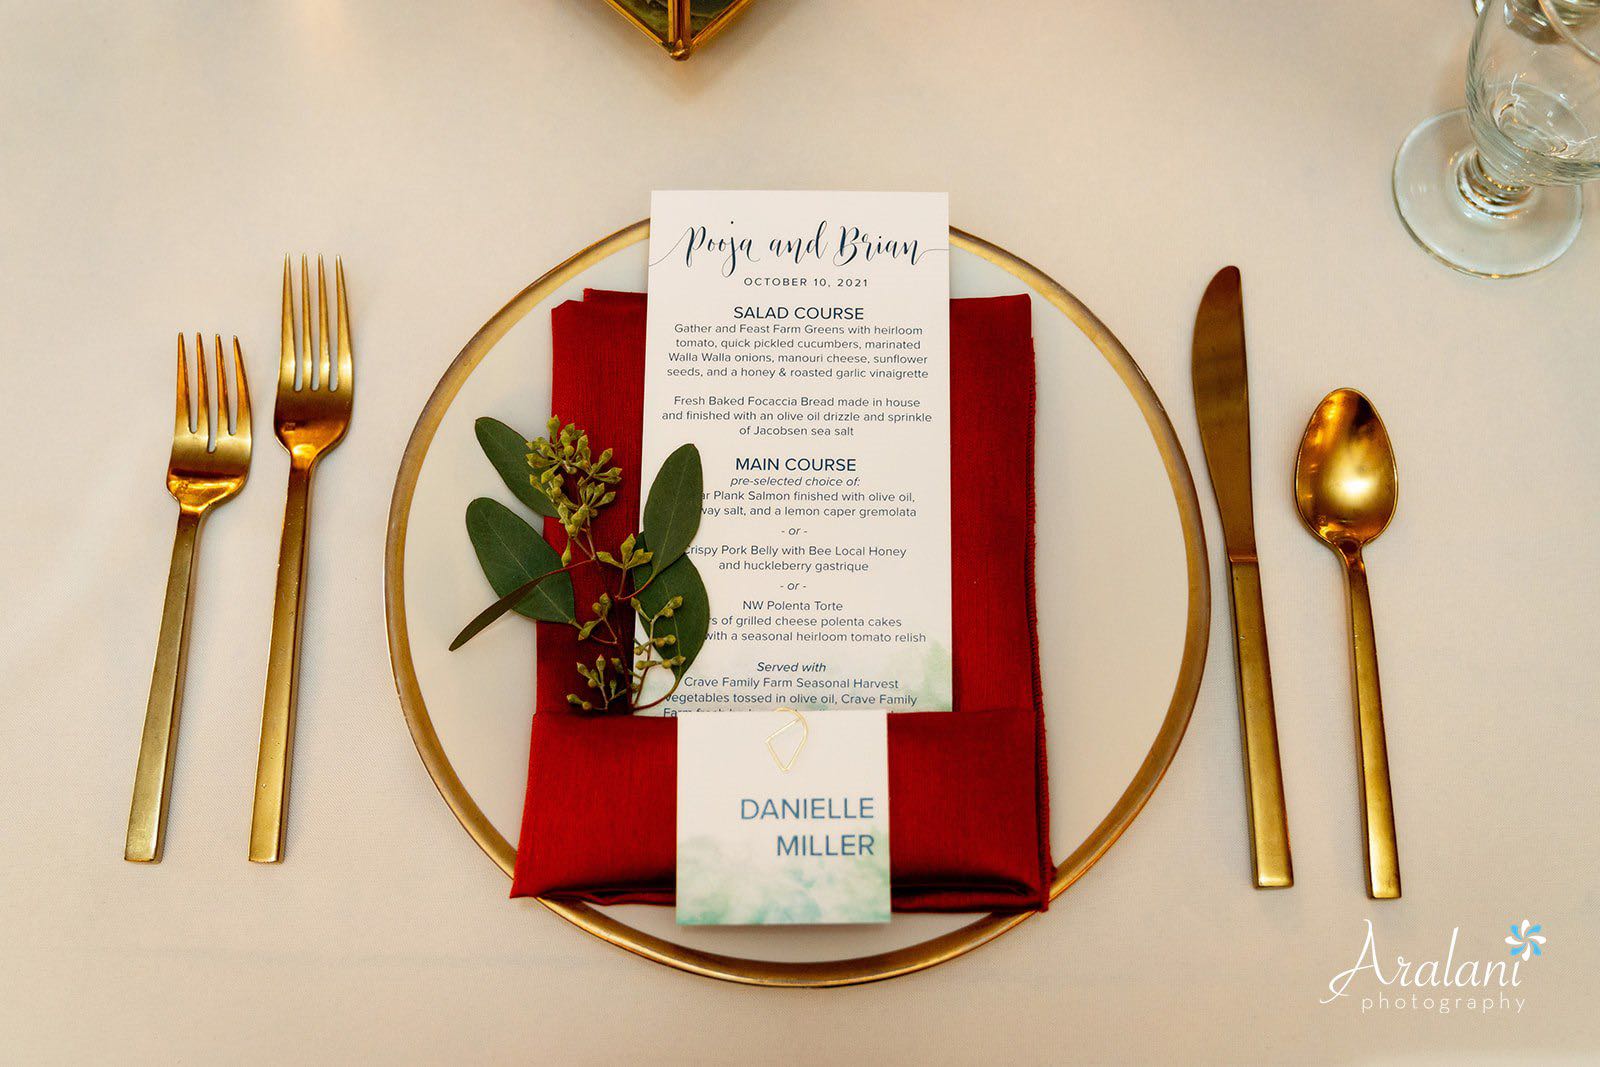 Pooja and Brian
OCTOBER 10, 2021
SALAD COURSE
Gather and Feast Farm Greens with heirloom
tomato, quick pickled cucumbers, marinated
Walla Walla onions, manouri cheese, sunflower
seeds, and a honey & roasted garlic vinaigrette
Fresh Baked Focaccia Bread made in house
and finished with an olive oil drizzle and sprinkle
of Jacobsen sea salt
MAIN COURSE
pre-selected choice of:
Plank Salmon finished with olive oil,
salt, and a lemon caper gremolata
- or -
Crispy Pork Belly with Bee Local Honey
and huckleberry gastrique
- or -
NW Polenta Torte
of grilled cheese polenta cakes
with a seasonal heirloom tomato relish
Served with
Crave Family Farm Seasonal Harvest
Vegetables tossed in olive oil, Crave Family
DANIELLE
MILLER
Aralani
photography